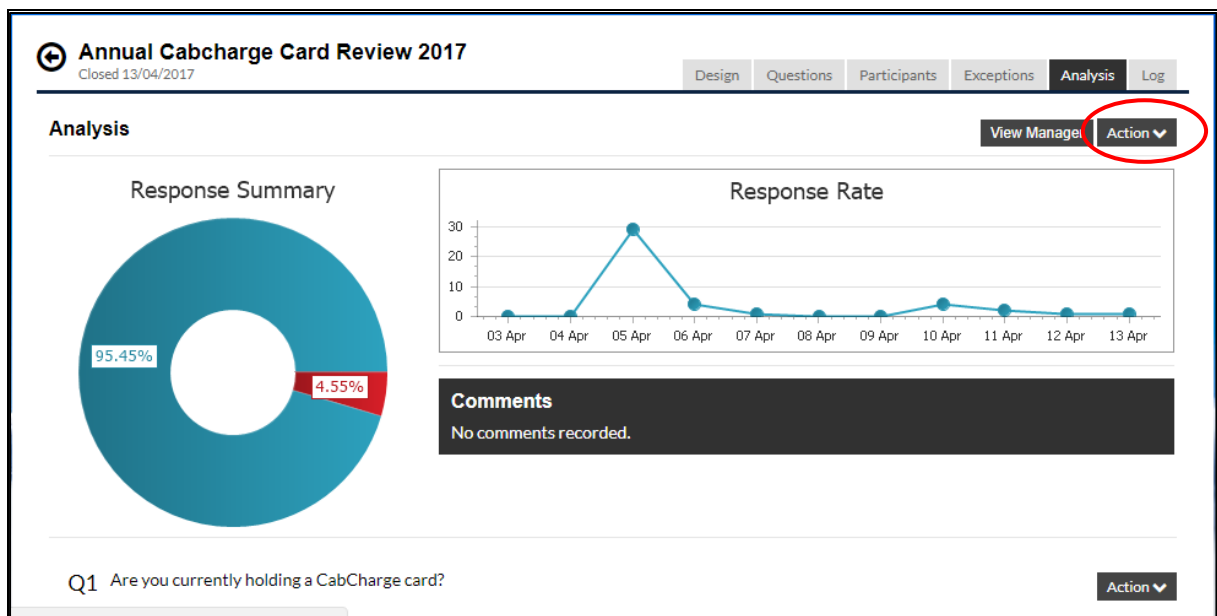 Annual Cabcharge Card Review 2017
Closed 13/04/2017
Design Questions Participants Exceptions Analysis Log
Analysis
View Manager Action
Response Summary
95.45%
4.55%
Response Rate
30
20
10
0
03 Apr 04 Apr 05 Apr 06 Apr 07 Apr 08 Apr 09 Apr 10 Apr 11 Apr 12 Apr 13 Apr
Comments
No comments recorded.
Q1 Are you currently holding a CabCharge card?
Action